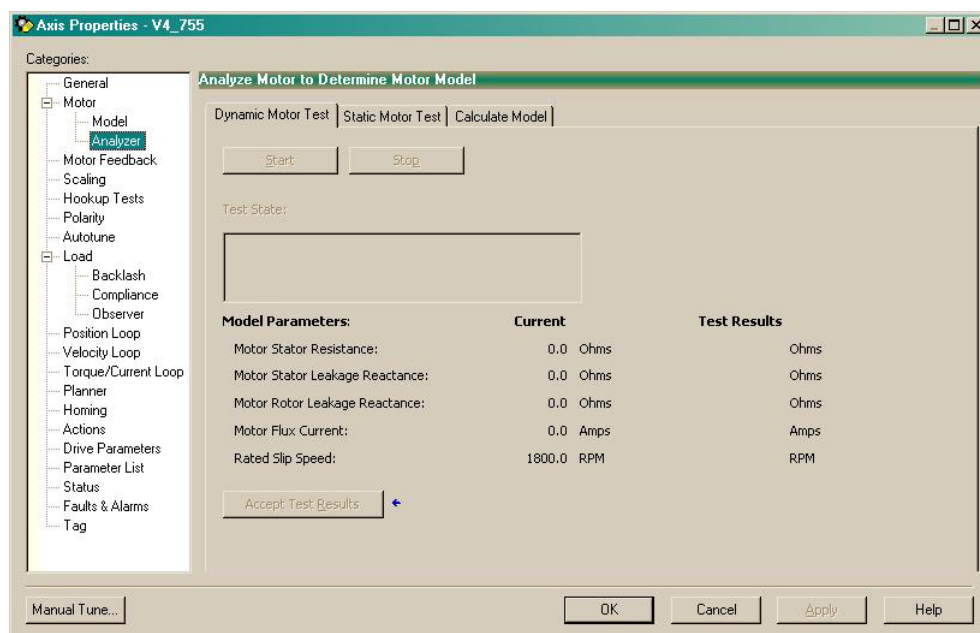 Axis Properties - V4_755
Categories:
General
Motor
Model
Analyzer
Motor Feedback
Scaling
Hookup Tests
Polarity
Autotune
Load
Backlash
Compliance
Observer
Position Loop
Velocity Loop
Torque/Current Loop
Planner
Homing
Actions
Drive Parameters
Parameter List
Status
Faults & Alarms
Tag
Analyze Motor to Determine Motor Model
Dynamic Motor Test Static Motor Test Calculate Model
Start Stop
Test State:
Model Parameters: Current Test Results
Motor Stator Resistance: 0.0 Ohms Ohms
Motor Stator Leakage Reactance: 0.0 Ohms Ohms
Motor Rotor Leakage Reactance: 0.0 Ohms Ohms
Motor Flux Current: 0.0 Amps Amps
Rated Slip Speed: 1800.0 RPM RPM
Accept Test Results
Manual Tune... OK Cancel Apply Help